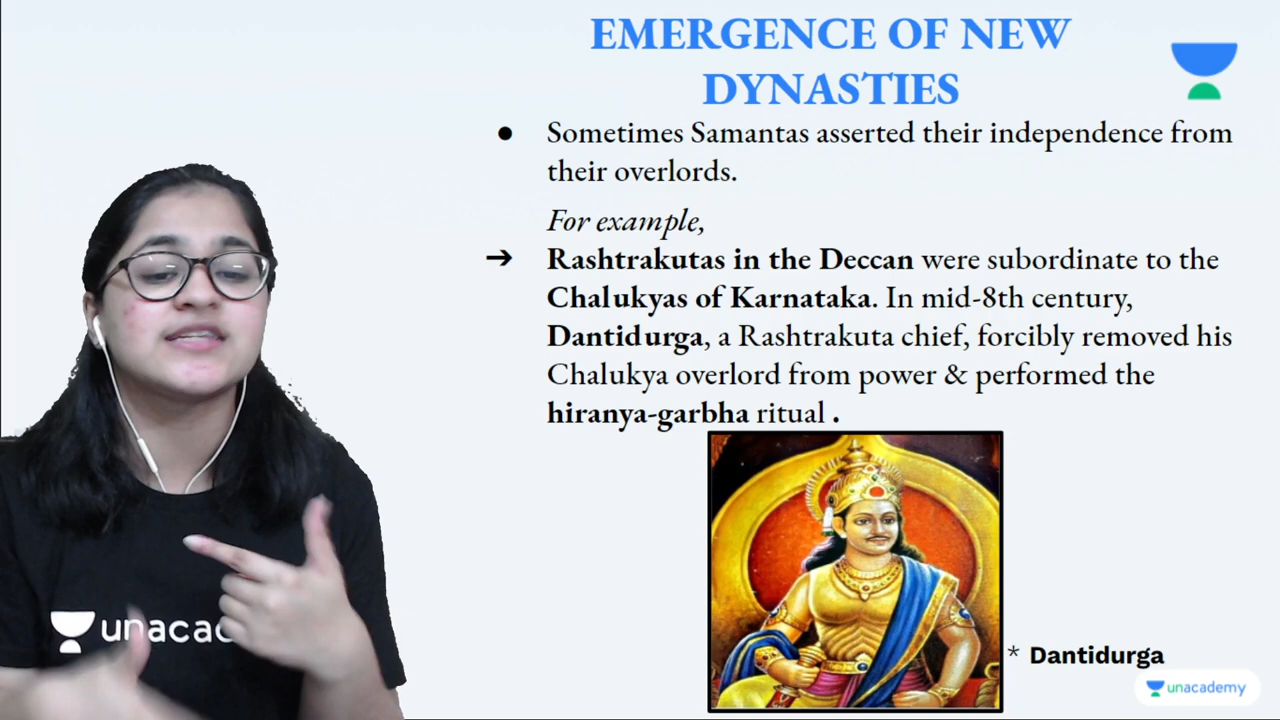 EMERGENCE OF NEW
DYNASTIES
● Sometimes Samantas asserted their independence from
their overlords.
For example,
➔ Rashtrakutas in the Deccan were subordinate to the
Chalukyas of Karnataka. In mid-8th century,
Dantidurga, a Rashtrakuta chief, forcibly removed his
Chalukya overlord from power & performed the
hiranya-garbha ritual .
unacad
* Dantidurga
unacademy